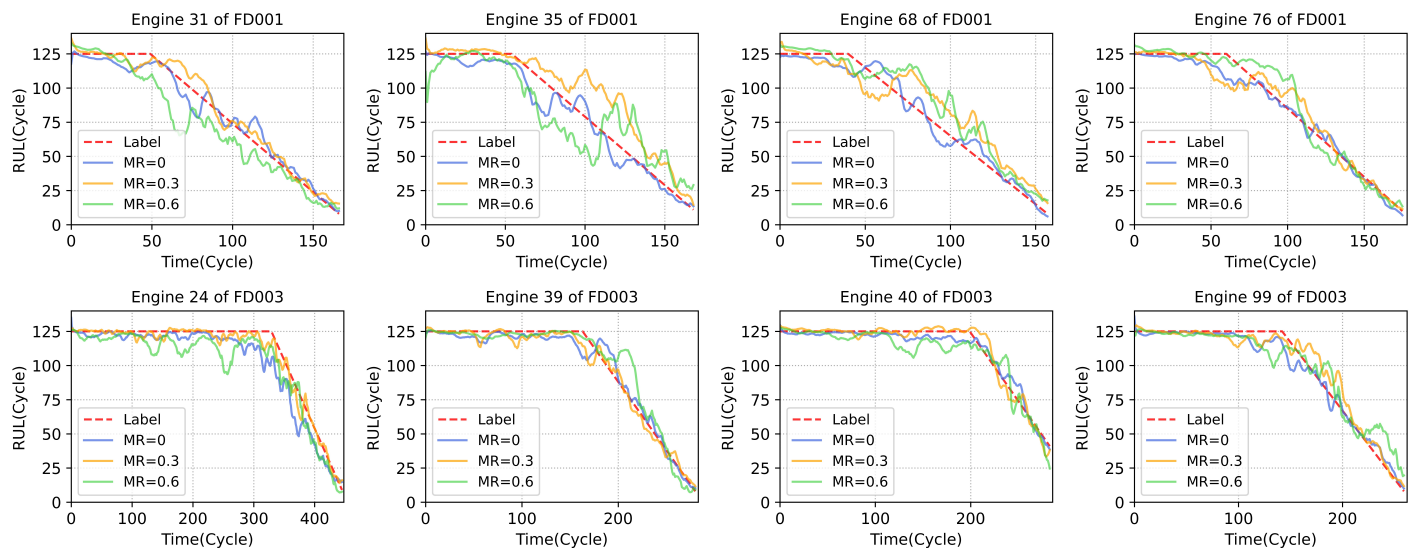 Engine 31 of FD001
RUL(Cycle)
125
100
75
50
25
0
Label
MR=0
MR=0.3
MR=0.6
0 50 100 150
Time(Cycle)
Engine 35 of FD001
RUL(Cycle)
125
100
75
50
25
0
Label
MR=0
MR=0.3
MR=0.6
0 50 100 150
Time(Cycle)
Engine 68 of FD001
RUL(Cycle)
125
100
75
50
25
0
Label
MR=0
MR=0.3
MR=0.6
0 50 100 150
Time(Cycle)
Engine 76 of FD001
RUL(Cycle)
125
100
75
50
25
0
Label
MR=0
MR=0.3
MR=0.6
0 50 100 150
Time(Cycle)
Engine 24 of FD003
RUL(Cycle)
125
100
75
50
25
0
Label
MR=0
MR=0.3
MR=0.6
0 100 200 300 400
Time(Cycle)
Engine 39 of FD003
RUL(Cycle)
125
100
75
50
25
0
Label
MR=0
MR=0.3
MR=0.6
0 200
Time(Cycle)
Engine 40 of FD003
RUL(Cycle)
125
100
75
50
25
0
Label
MR=0
MR=0.3
MR=0.6
0 100 200
Time(Cycle)
Engine 99 of FD003
RUL(Cycle)
125
100
75
50
25
0
Label
MR=0
MR=0.3
MR=0.6
0 100 200
Time(Cycle)